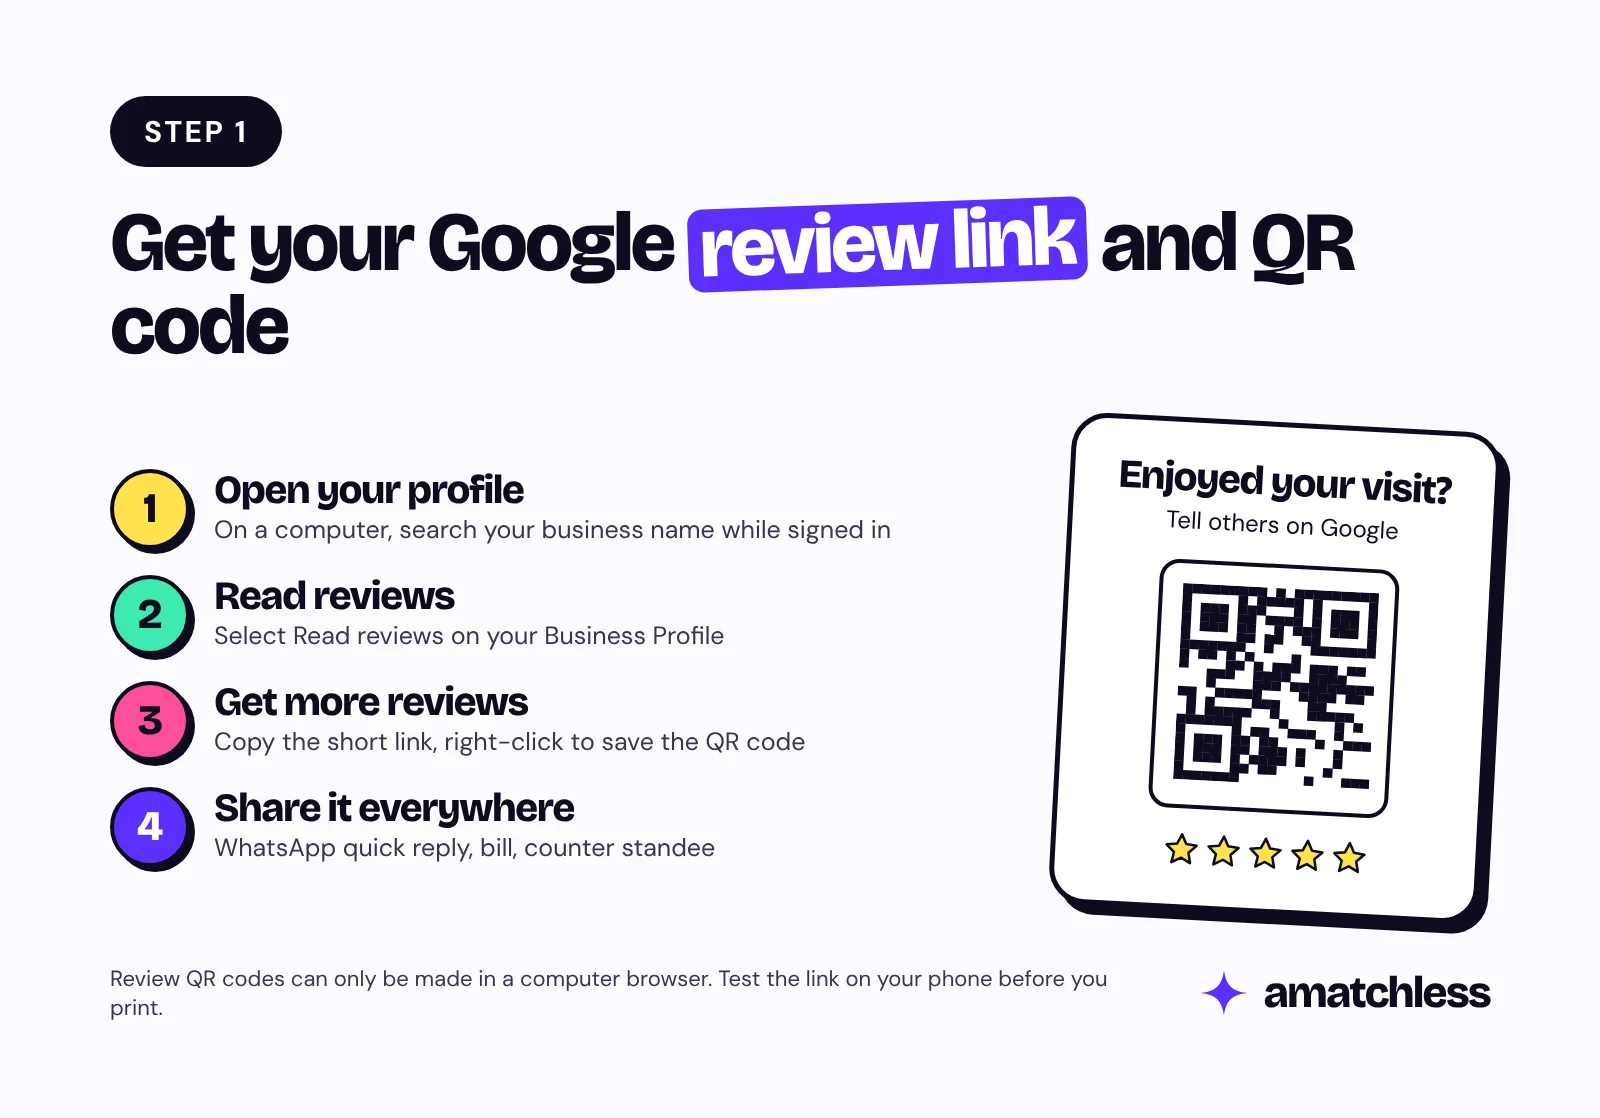 STEP 1
Get your Google review link and QR
code
1
Open your profile
On a computer, search your business name while signed in
2
Read reviews
Select Read reviews on your Business Profile
3
Get more reviews
Copy the short link, right-click to save the QR code
4
Share it everywhere
WhatsApp quick reply, bill, counter standee
Enjoyed your visit?
Tell others on Google
Review QR codes can only be made in a computer browser. Test the link on your phone before you
print.
amatchless